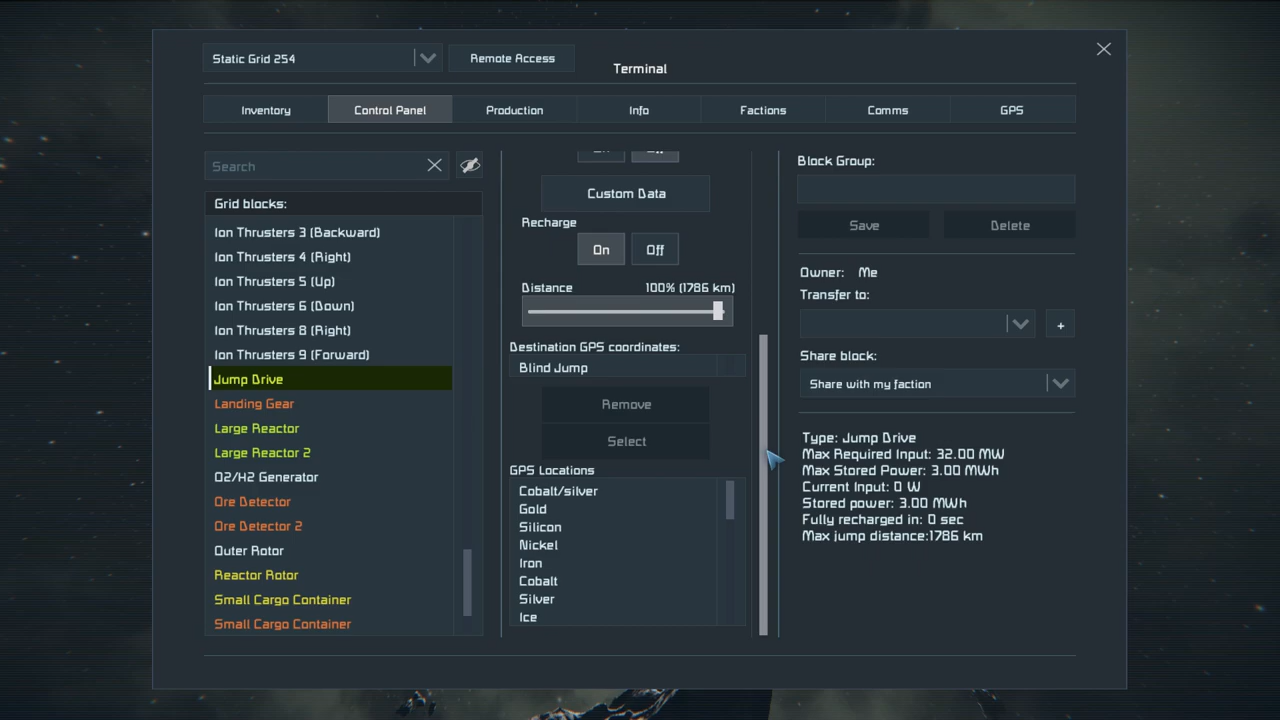 Static Grid 254
Remote Access
Terminal
Inventory
Control Panel
Production
Info
Factions
Comms
GPS
Search
Grid blocks:
Ion Thrusters 3 (Backward)
Ion Thrusters 4 (Right)
Ion Thrusters 5 (Up)
Ion Thrusters 6 (Down)
Ion Thrusters 8 (Right)
Ion Thrusters 9 (Forward)
Jump Drive
Landing Gear
Large Reactor
Large Reactor 2
O2/H2 Generator
Ore Detector
Ore Detector 2
Outer Rotor
Reactor Rotor
Small Cargo Container
Small Cargo Container
Custom Data
Recharge
On
Off
Distance
100% (1786 km)
Destination GPS coordinates:
Blind Jump
Remove
Select
GPS Locations
Cobalt/silver
Gold
Silicon
Nickel
Iron
Cobalt
Silver
Ice
Block Group:
Save
Delete
Owner: Me
Transfer to:
+
Share block:
Share with my faction
Type: Jump Drive
Max Required Input: 32.00 MW
Max Stored Power: 3.00 MWh
Current Input: 0 W
Stored power: 3.00 MWh
Fully recharged in: 0 sec
Max jump distance:1786 km